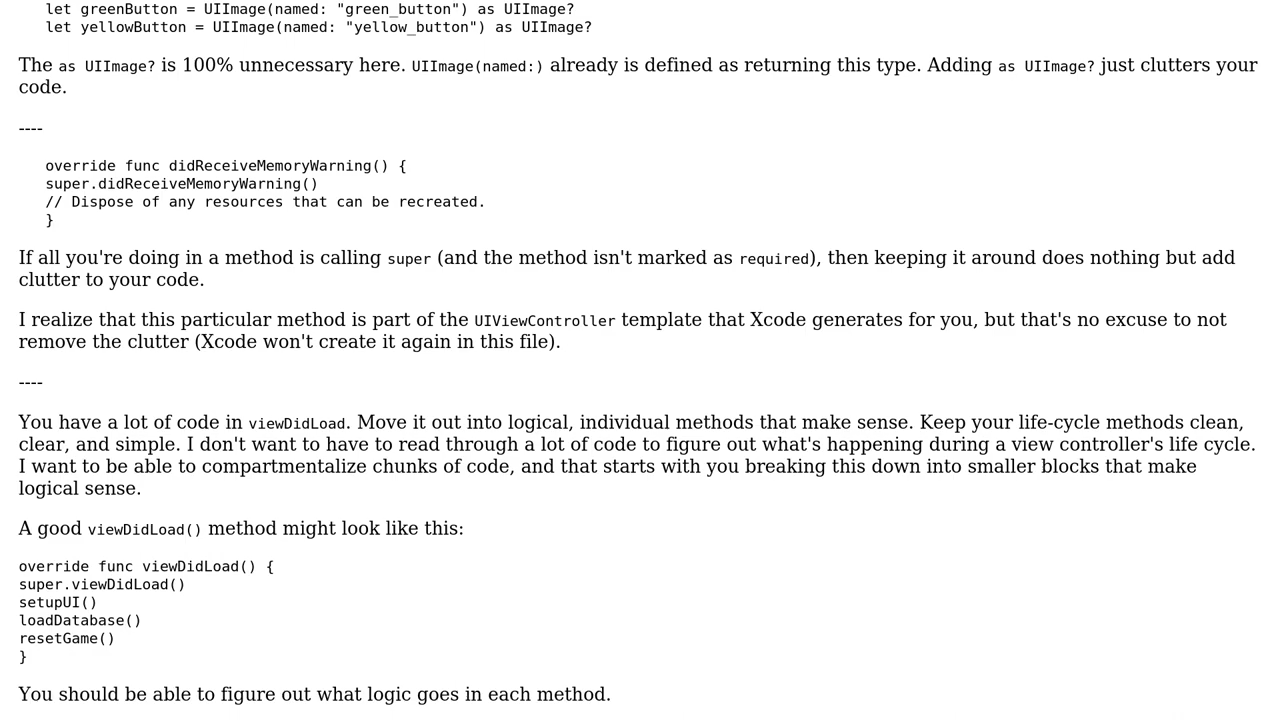 let greenButton = UIImage(named: "green_button") as UIImage?
let yellowButton = UIImage(named: "yellow_button") as UIImage?
The as UIImage? is 100% unnecessary here. UIImage(named:) already is defined as returning this type. Adding as UIImage? just clutters your
code.
----
override func didReceiveMemoryWarning() {
super.didReceiveMemoryWarning()
// Dispose of any resources that can be recreated.
}
If all you're doing in a method is calling super (and the method isn't marked as required), then keeping it around does nothing but add
clutter to your code.
I realize that this particular method is part of the UIViewController template that Xcode generates for you, but that's no excuse to not
remove the clutter (Xcode won't create it again in this file).
----
You have a lot of code in viewDidLoad. Move it out into logical, individual methods that make sense. Keep your life-cycle methods clean,
clear, and simple. I don't want to have to read through a lot of code to figure out what's happening during a view controller's life cycle.
I want to be able to compartmentalize chunks of code, and that starts with you breaking this down into smaller blocks that make
logical sense.
A good viewDidLoad() method might look like this:
override func viewDidLoad() {
super.viewDidLoad()
setupUI()
loadDatabase()
resetGame()
}
You should be able to figure out what logic goes in each method.